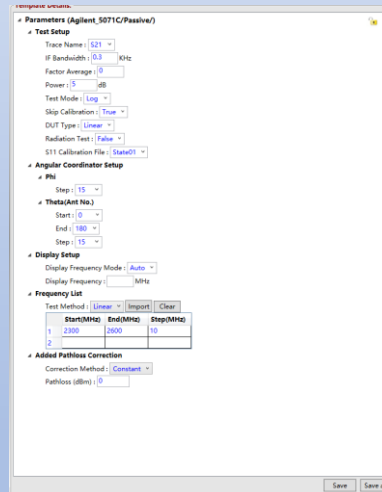 Template Details:
Parameters (Agilent_5071C/Passive/)
Test Setup
Trace Name : S21
IF Bandwidth : 0.3 KHz
Factor Average : 0
Power : 5 dB
Test Mode : Log
Skip Calibration : True
DUT Type : Linear
Radiation Test : False
S11 Calibration File : State01
Angular Coordinator Setup
Phi
Step : 15
Theta(Ant No.)
Start : 0
End : 180
Step : 15
Display Setup
Display Frequency Mode : Auto
Display Frequency : MHz
Frequency List
Test Method : Linear Import Clear
Start(MHz) End(MHz) Step(MHz)
1 2300 2600 10
2
Added Pathloss Correction
Correction Method : Constant
Pathloss (dBm) : 0
Save Save